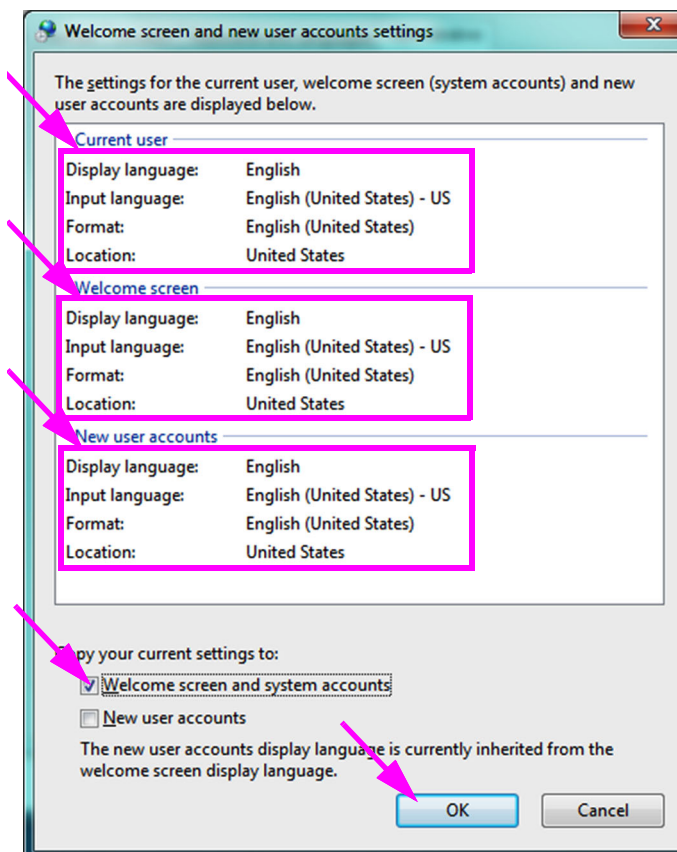 Welcome screen and new user accounts settings
The settings for the current user, welcome screen (system accounts) and new
user accounts are displayed below.
Current user
Display language: English
Input language: English (United States) - US
Format: English (United States)
Location: United States
Welcome screen
Display language: English
Input language: English (United States) - US
Format: English (United States)
Location: United States
New user accounts
Display language: English
Input language: English (United States) - US
Format: English (United States)
Location: United States
Copy your current settings to:
Welcome screen and system accounts
New user accounts
The new user accounts display language is currently inherited from the
welcome screen display language.
OK Cancel